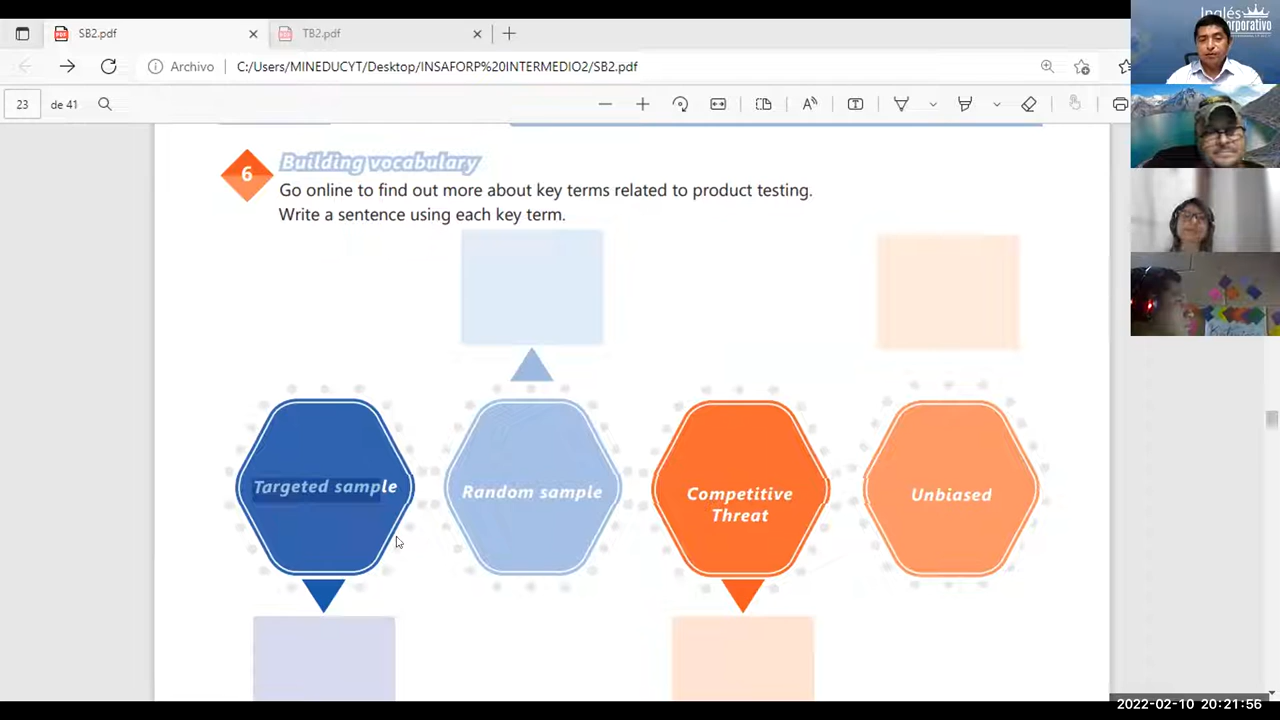 SB2.pdf
TB2.pdf
Archivo
C:/Users/MINEDUCYT/Desktop/INSAFORP%20INTERMEDIO2/SB2.pdf
23
de 41
6
Building vocabulary
Go online to find out more about key terms related to product testing.
Write a sentence using each key term.
Targeted sample
Random sample
Competitive
Threat
Unbiased
Inglés
2022-02-10 20:21:56